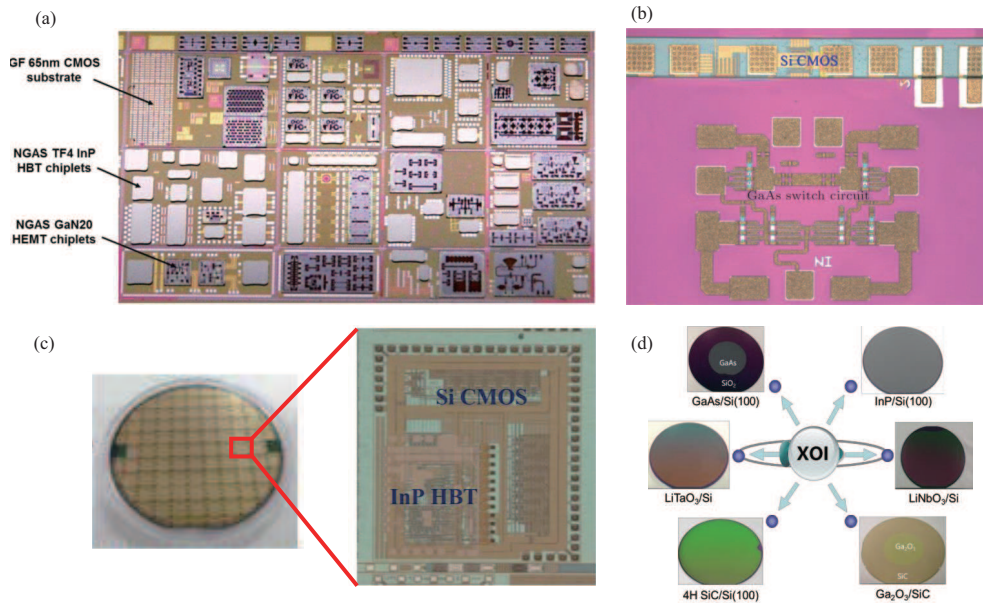 (a)
GF 65nm CMOS
substrate
NGAS TF4 InP
HBT chiplets
NGAS GaN20
HEMT chiplets
(b)
Si CMOS
GaAs switch circuit
(c)
Si CMOS
InP HBT
(d)
GaAs
SiO₂
GaAs/Si(100)
InP/Si(100)
XOI
LiTaO₃/Si
LiNbO₃/Si
4H SiC/Si(100)
Ga₂O₃
SiC
Ga₂O₃/SiC